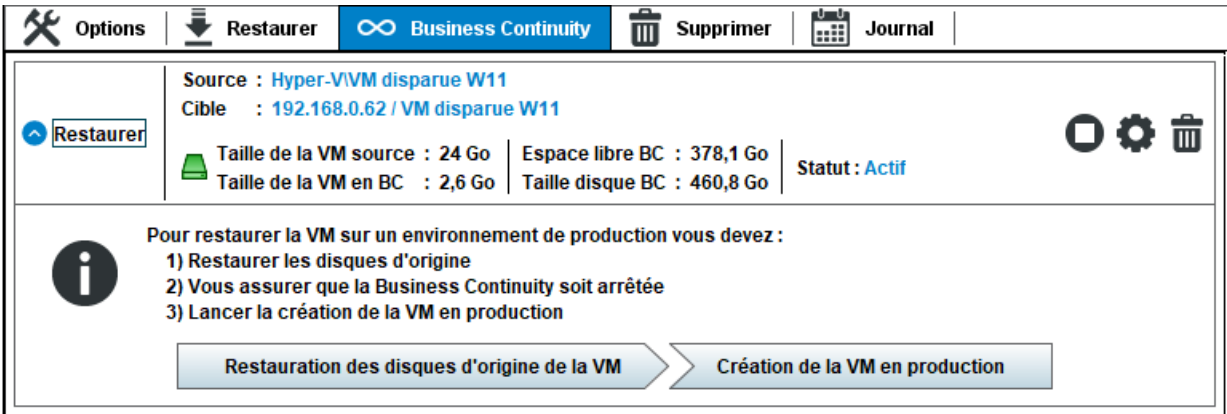 Options Restaurer Business Continuity Supprimer Journal
Restaurer
Source : Hyper-V\VM disparue W11
Cible : 192.168.0.62 / VM disparue W11
Taille de la VM source : 24 Go Espace libre BC : 378,1 Go
Taille de la VM en BC : 2,6 Go Taille disque BC : 460,8 Go
Statut : Actif
Pour restaurer la VM sur un environnement de production vous devez :
1) Restaurer les disques d'origine
2) Vous assurer que la Business Continuity soit arrêtée
3) Lancer la création de la VM en production
Restauration des disques d'origine de la VM Création de la VM en production